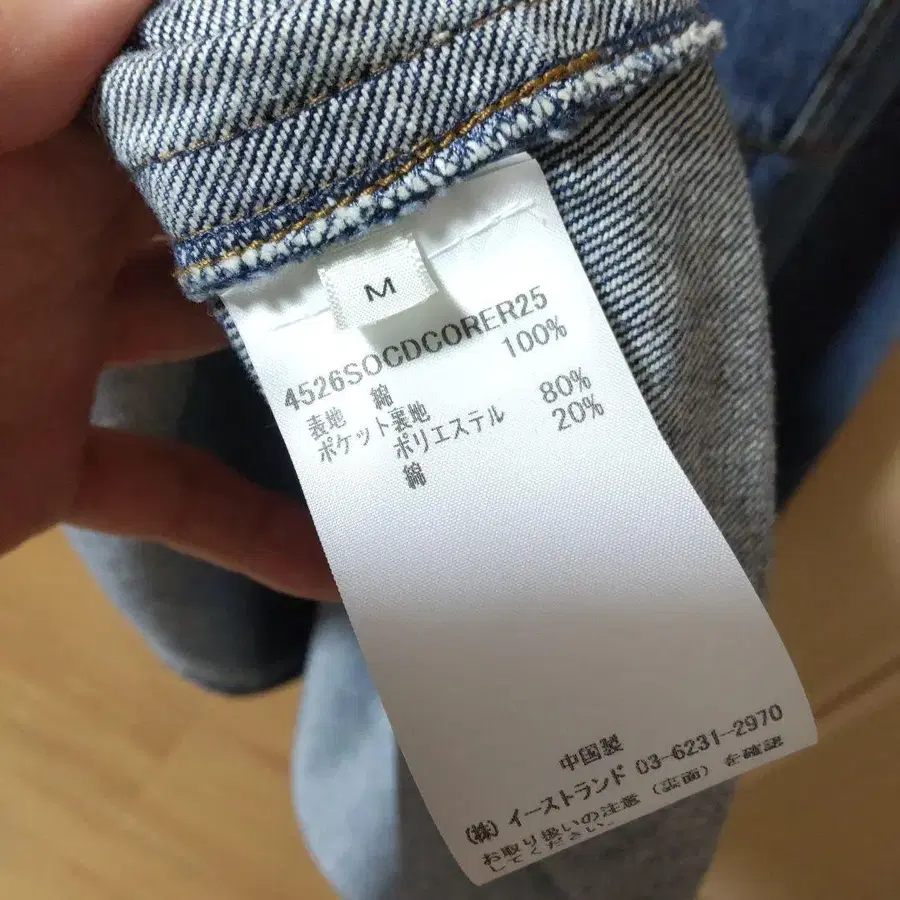 M
4526SOCDCORER25
表地 綿 100%
ポケット裏地
ポリエステル 80%
綿 20%
中国製
(株) イーストランド 03-6231-2970
お取り扱いの注意 (裏面) を確認
してください。